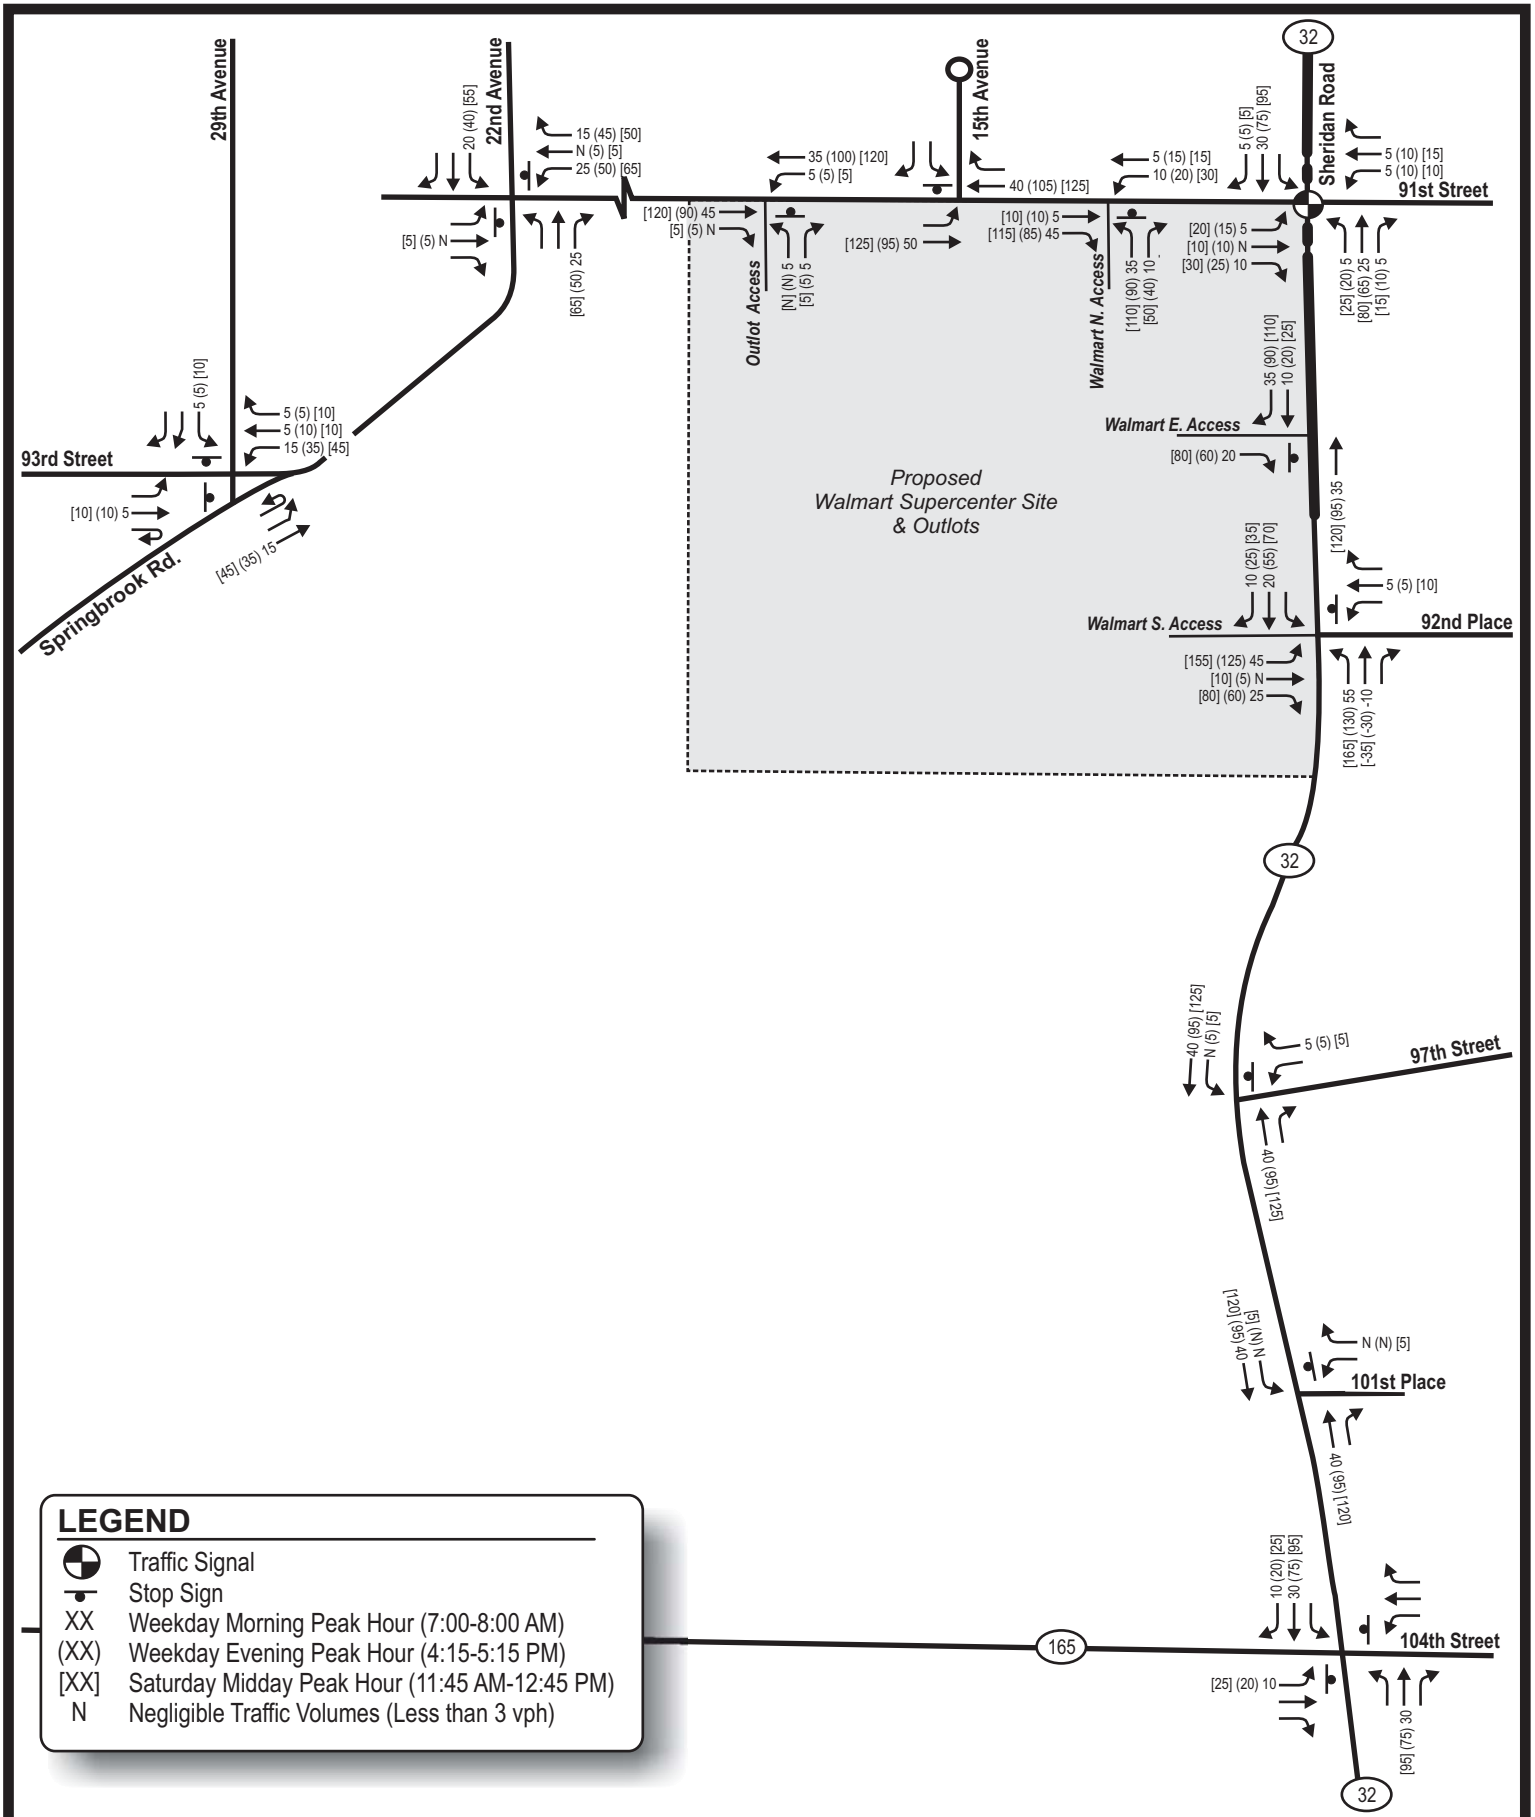 32
29th Avenue
22nd Avenue
15th Avenue
Sheridan Road
20 (40) [55]
15 (45) [50]
N (5) [5]
25 (50) [65]
[5] (5) N
[65] (50) 25
35 (100) [120]
5 (5) [5]
[120] (90) 45
[5] (5) N
[N] (N) 5
[5] (5) 5
Outlot Access
40 (105) [125]
[125] (95) 50
5 (15) [15]
10 (20) [30]
[10] (10) 5
[115] (85) 45
[110] (90) 35
[50] (40) 10
Walmart N. Access
5 (5) [5]
30 (75) [95]
5 (10) [15]
5 (10) [10]
91st Street
[20] (15) 5
[10] (10) N
[30] (25) 10
[25] (20) 5
[80] (65) 25
[15] (10) 5
35 (90) [110]
10 (20) [25]
Walmart E. Access
[80] (60) 20
[120] (95) 35
5 (5) [10]
5 (5) [10]
5 (10) [10]
15 (35) [45]
93rd Street
[10] (10) 5
[45] (35) 15
Springbrook Rd.
Proposed
Walmart Supercenter Site
& Outlots
10 (25) [35]
20 (55) [70]
5 (5) [10]
Walmart S. Access
92nd Place
[155] (125) 45
[10] (5) N
[80] (60) 25
[165] (130) 55
[-35] (-30) -10
32
40 (95) [125]
N (5) [5]
5 (5) [5]
97th Street
40 (95) [125]
[5] (N) N
[120] (95) 40
N (N) [5]
101st Place
40 (95) [120]
10 (20) [25]
30 (75) [95]
165
104th Street
[25] (20) 10
[95] (75) 30
32
LEGEND
Traffic Signal
Stop Sign
XX Weekday Morning Peak Hour (7:00-8:00 AM)
(XX) Weekday Evening Peak Hour (4:15-5:15 PM)
[XX] Saturday Midday Peak Hour (11:45 AM-12:45 PM)
N Negligible Traffic Volumes (Less than 3 vph)